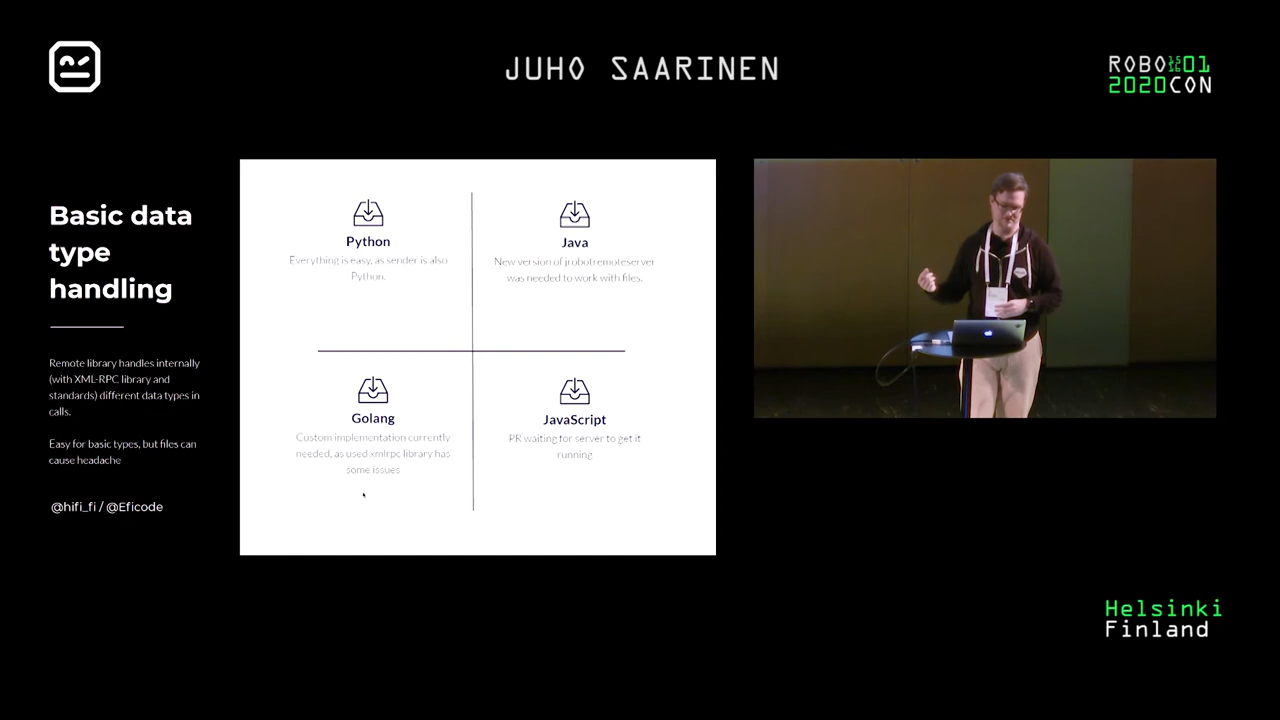 JUHO SAARINEN
ROBO 01
2020CON
Basic data
type
handling
Remote library handles internally
(with XML-RPC library and
standards) different data types in
calls.
Easy for basic types, but files can
cause headache
@hifi_fi / @Eficode
Python
Everything is easy, as sender is also
Python.
Java
New version of jrobotremoteserver
was needed to work with files.
Golang
Custom implementation currently
needed, as used xmlrpc library has
some issues
JavaScript
PR waiting for server to get it
running.
Helsinki
Finland